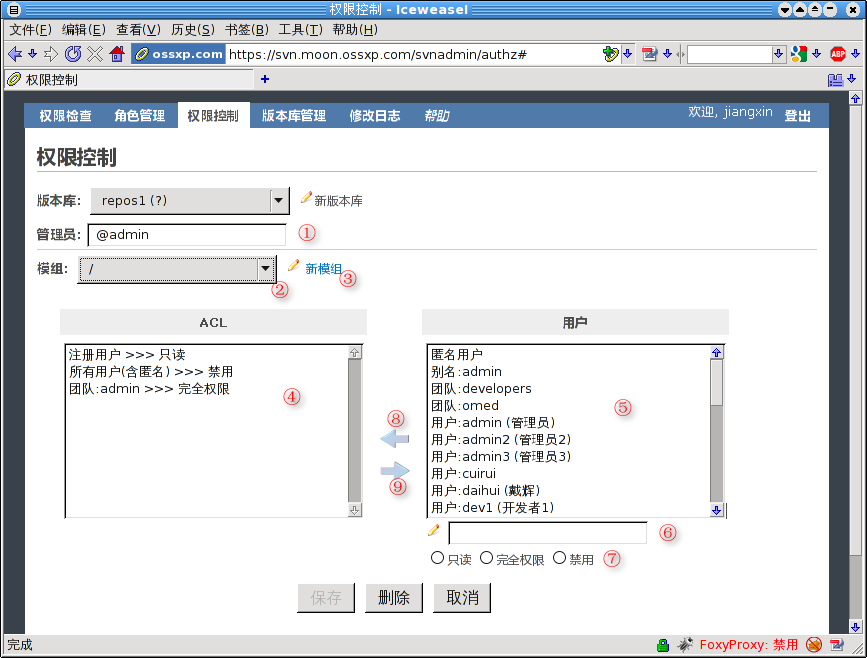 权限控制 - Iceweasel
文件(F) 编辑(E) 查看(V) 历史(S) 书签(B) 工具(T) 帮助(H)
ossxp.com https://svn.moon.ossxp.com/svnadmin/authz# ABP
权限控制 +
权限检查 角色管理 权限控制 版本库管理 修改日志 帮助 欢迎, jiangxin 登出
权限控制
版本库: repos1 (?) 新版本库
管理员: @admin ①
模组: / 新模组 ③
②
ACL
注册用户 >>> 只读
所有用户(含匿名) >>> 禁用
团队:admin >>> 完全权限
④
⑧
⑨
用户
匿名用户
别名:admin
团队:developers
团队:omed
用户:admin (管理员)
用户:admin2 (管理员2)
用户:admin3 (管理员3)
用户:cuirui
用户:daihui (戴辉)
用户:dev1 (开发者1)
⑤
⑥
只读 完全权限 禁用 ⑦
保存 删除 取消
完成 FoxyProxy: 禁用